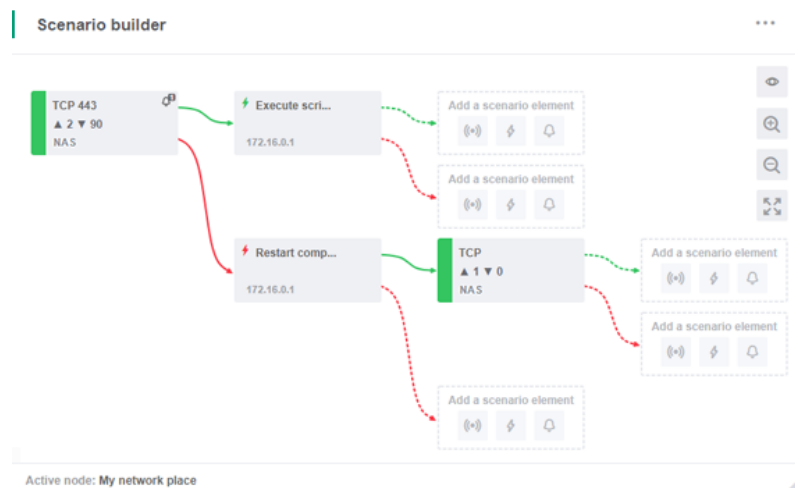 Scenario builder
TCP 443
▲ 2 ▼ 90
NAS
Execute scri...
172.16.0.1
Add a scenario element
Add a scenario element
Restart comp...
172.16.0.1
TCP
▲ 1 ▼ 0
NAS
Add a scenario element
Add a scenario element
Add a scenario element
Active node: My network place